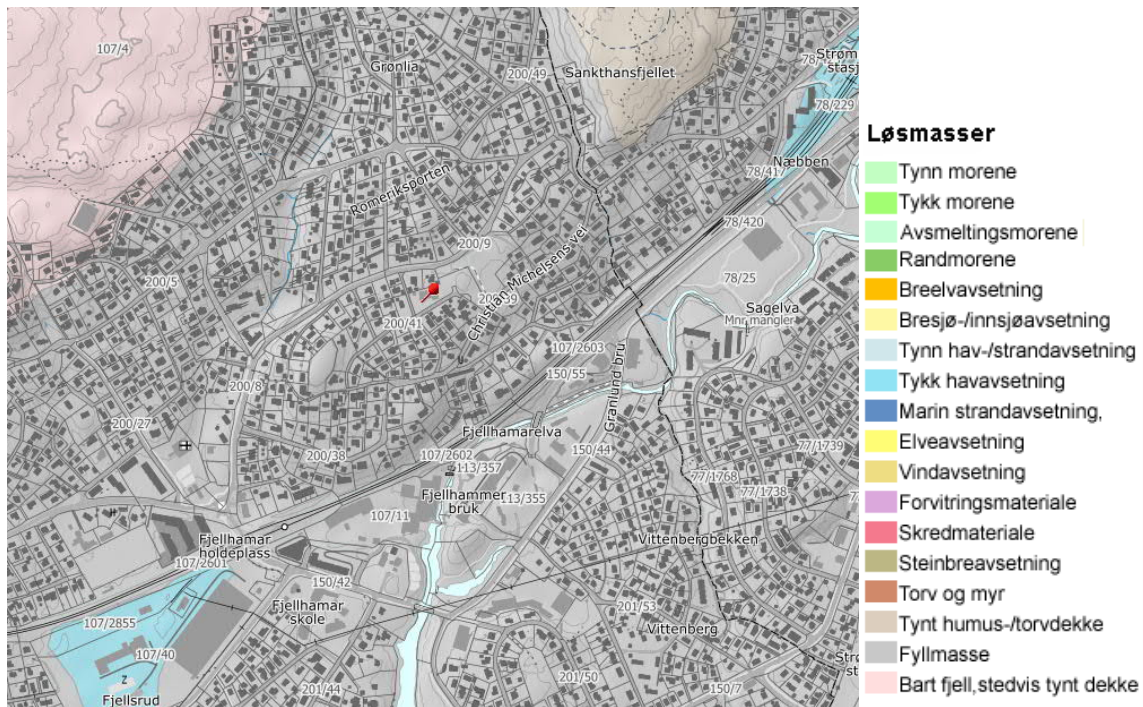 107/4
Grønlia
200/49
Sankthansfjellet
Strøm
stasj
78/229
Næbben
78/417
Romeriksporten
200/9
78/420
200/5
Christian Michelsens vei
78/25
Sagelva
Mnr mangler
200/41
107/2603
150/55
Granlund bru
200/8
200/27
Fjellhamarelva
200/38
107/2602
113/357
150/44
77/1739
77/1768
77/1738
Fjellhammer
bruk
107/11
Fjellhamar
holdeplass
107/2601
Vittenbergbekken
150/42
Fjellhamar
skole
201/53
Vittenberg
107/2855
107/40
Fjellsrud
201/44
201/50
150/7
Strø
st
Løsmasser
Tynn morene
Tykk morene
Avsmeltingsmorene
Randmorene
Breelvavsetning
Bresjø-/innsjøavsetning
Tynn hav-/strandavsetning
Tykk havavsetning
Marin strandavsetning,
Elveavsetning
Vindavsetning
Forvitringsmateriale
Skredmateriale
Steinbreavsetning
Torv og myr
Tynt humus-/torvdekke
Fyllmasse
Bart fjell,stedvis tynt dekke